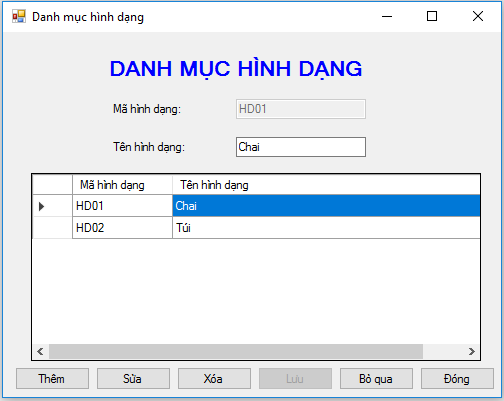 Danh mục hình dạng
DANH MỤC HÌNH DẠNG
Mã hình dạng: HD01
Tên hình dạng: Chai
Mã hình dạng Tên hình dạng
HD01 Chai
HD02 Túi
Thêm Sửa Xóa Lưu Bỏ qua Đóng